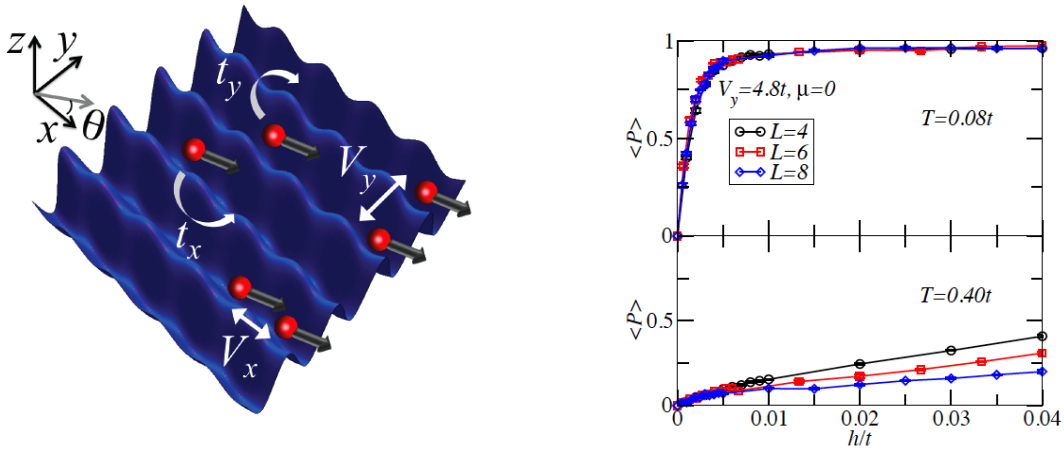 z
y
x
θ
t_y
t_x
V_y
V_x
1
0.5
0
<P>
V_y=4.8t, μ=0
T=0.08t
L=4
L=6
L=8
0.5
0
<P>
T=0.40t
0 0.01 0.02 0.03 0.04
h/t